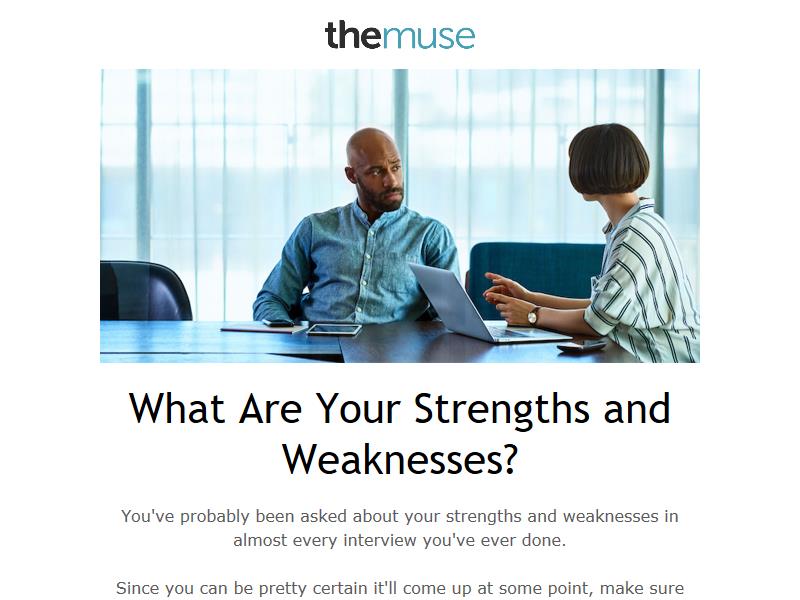 themuse
What Are Your Strengths and
Weaknesses?
You've probably been asked about your strengths and weaknesses in
almost every interview you've ever done.
Since you can be pretty certain it'll come up at some point, make sure